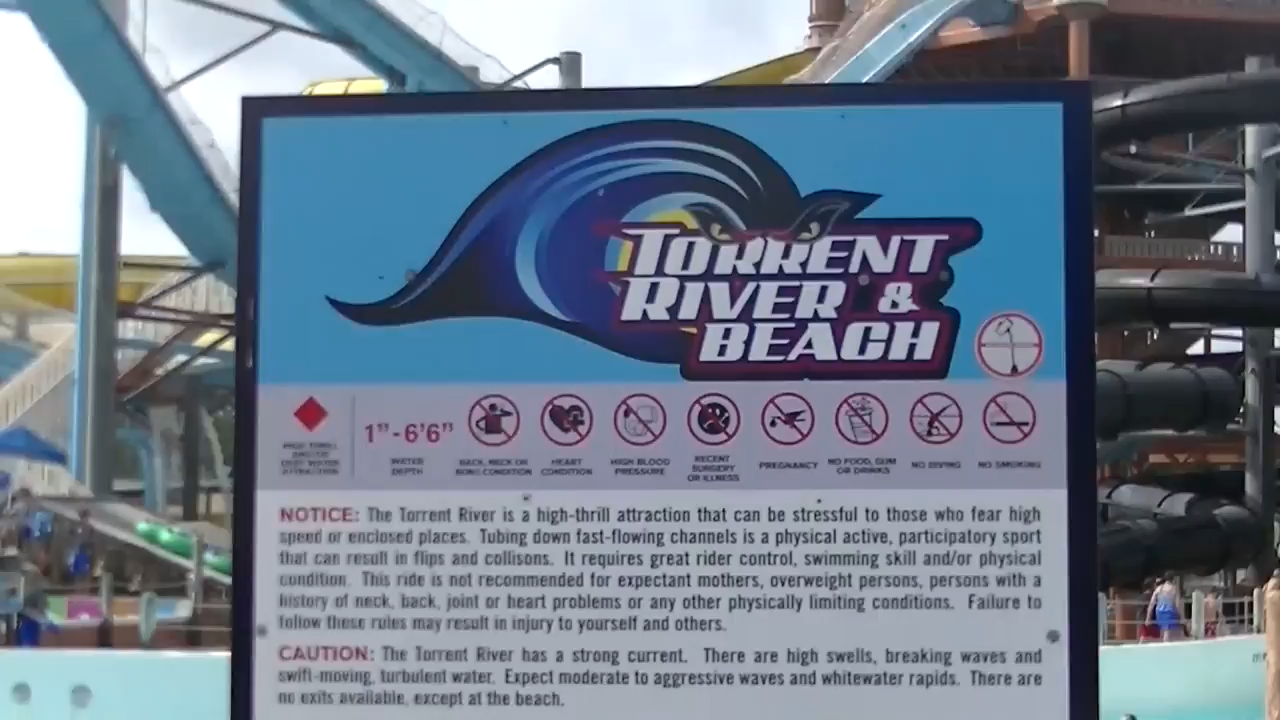 TORRENT
RIVER &
BEACH
1"-6'6"
WATER
DEPTH
BACK, NECK OR
BONE CONDITION
HEART
CONDITION
HIGH BLOOD
PRESSURE
RECENT
SURGERY
OR ILLNESS
PREGNANCY
NO FOOD, GUM
OR DRINKS
NO DIVING
NO SMOKING
NOTICE: The Torrent River is a high-thrill attraction that can be stressful to those who fear high
speed or enclosed places. Tubing down fast-flowing channels is a physical active, participatory sport
that can result in flips and collisons. It requires great rider control, swimming skill and/or physical
condition. This ride is not recommended for expectant mothers, overweight persons, persons with a
history of neck, back, joint or heart problems or any other physically limiting conditions. Failure to
follow these rules may result in injury to yourself and others.
CAUTION: The Torrent River has a strong current. There are high swells, breaking waves and
swift-moving, turbulent water. Expect moderate to aggressive waves and whitewater rapids. There are
no exits available, except at the beach.